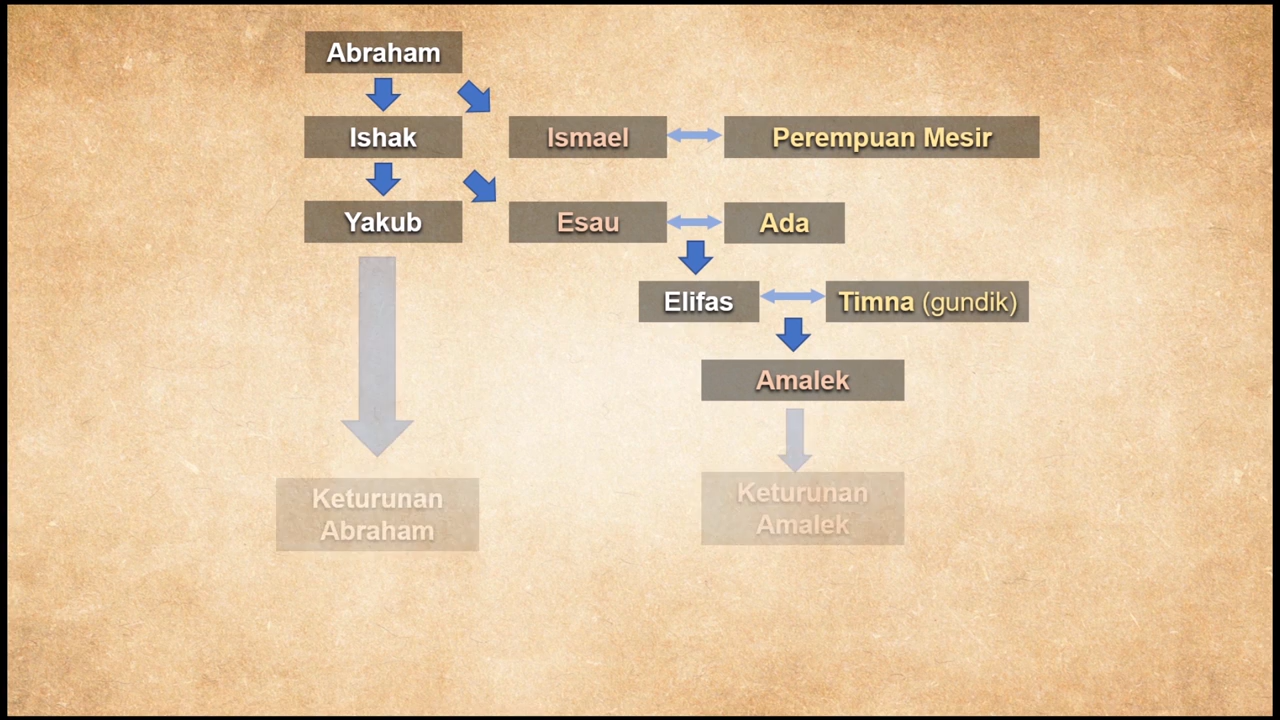 Abraham
Ishak
Ismael
Perempuan Mesir
Yakub
Esau
Ada
Elifas
Timna (gundik)
Amalek
Keturunan
Abraham
Keturunan
Amalek